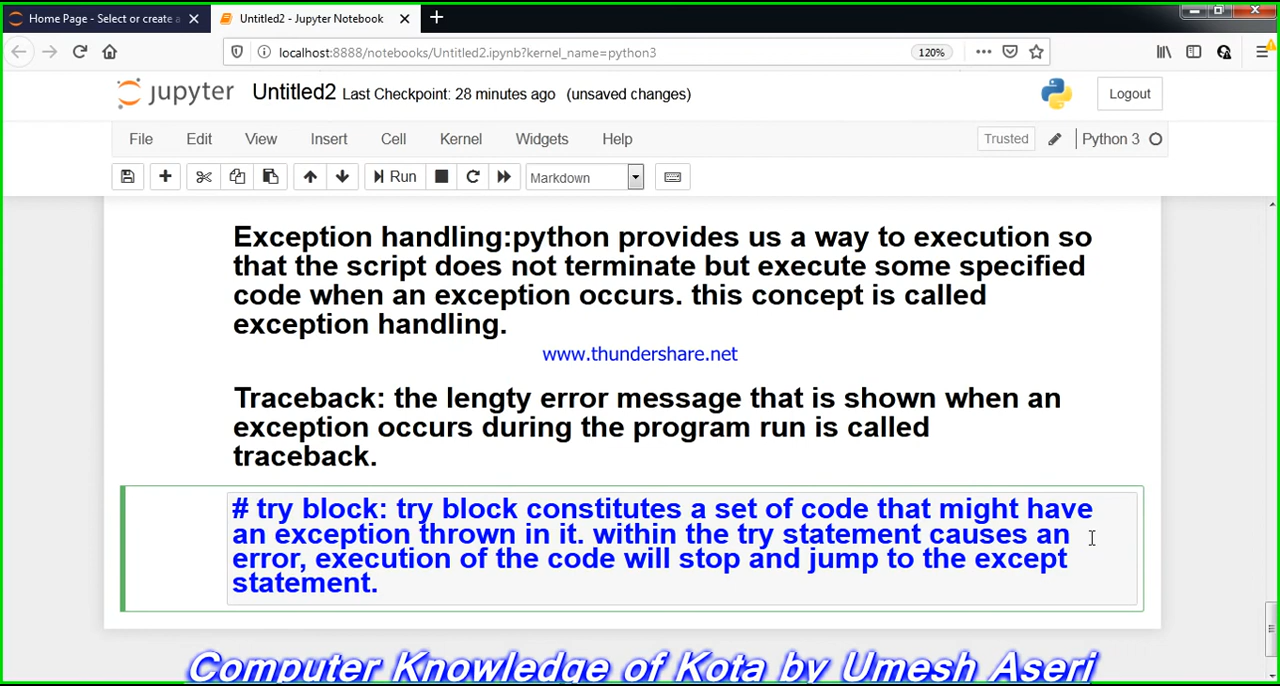 Home Page - Select or create a
Untitled2 - Jupyter Notebook
localhost:8888/notebooks/Untitled2.ipynb?kernel_name=python3
120%
jupyter Untitled2 Last Checkpoint: 28 minutes ago (unsaved changes)
Logout
File Edit View Insert Cell Kernel Widgets Help
Trusted
Python 3
Run
Markdown
Exception handling:python provides us a way to execution so
that the script does not terminate but execute some specified
code when an exception occurs. this concept is called
exception handling.
www.thundershare.net
Traceback: the lengty error message that is shown when an
exception occurs during the program run is called
traceback.
# try block: try block constitutes a set of code that might have
an exception thrown in it. within the try statement causes an
error, execution of the code will stop and jump to the except
statement.
Computer Knowledge of Kota by Umesh Aseri